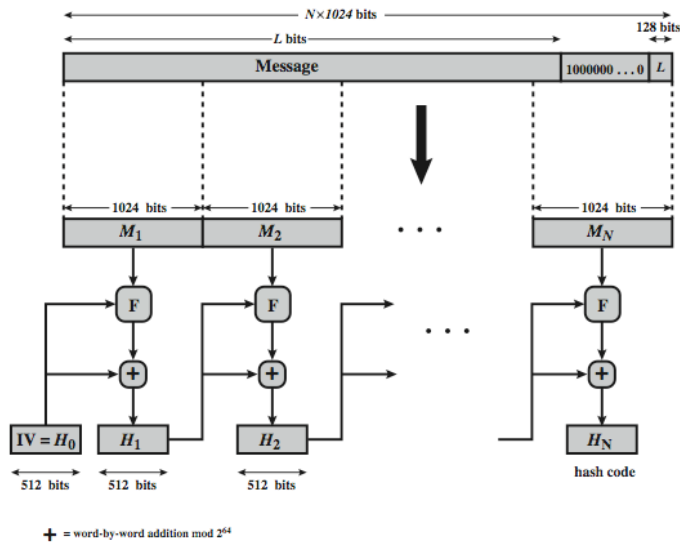 N×1024 bits
L bits
128 bits
Message
1000000 . . . 0
L
1024 bits
1024 bits
1024 bits
M1
M2
. . .
MN
F
F
F
. . .
+
+
+
IV = H0
H1
H2
HN
hash code
512 bits
512 bits
512 bits
+ = word-by-word addition mod 2^64